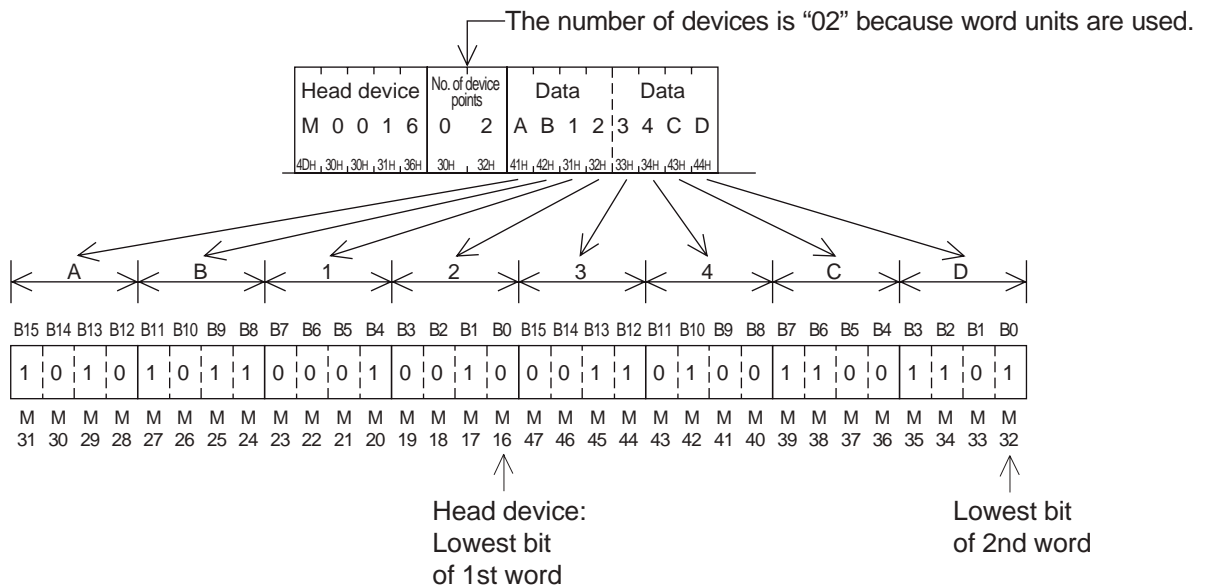 The number of devices is “02” because word units are used.
Head device No. of device points Data Data
M 0 0 1 6 0 2 A B 1 2 3 4 C D
4DH 30H 30H 31H 36H 30H 32H 41H 42H 31H 32H 33H 34H 43H 44H
A B 1 2 3 4 C D
B15 B14 B13 B12 B11 B10 B9 B8 B7 B6 B5 B4 B3 B2 B1 B0 B15 B14 B13 B12 B11 B10 B9 B8 B7 B6 B5 B4 B3 B2 B1 B0
1 0 1 0 1 0 1 1 0 0 0 1 0 0 1 0 0 0 1 1 0 1 0 0 1 1 0 0 1 1 0 1
M M M M M M M M M M M M M M M M M M M M M M M M M M M M M M M M
31 30 29 28 27 26 25 24 23 22 21 20 19 18 17 16 47 46 45 44 43 42 41 40 39 38 37 36 35 34 33 32
Head device:
Lowest bit
of 1st word
Lowest bit
of 2nd word